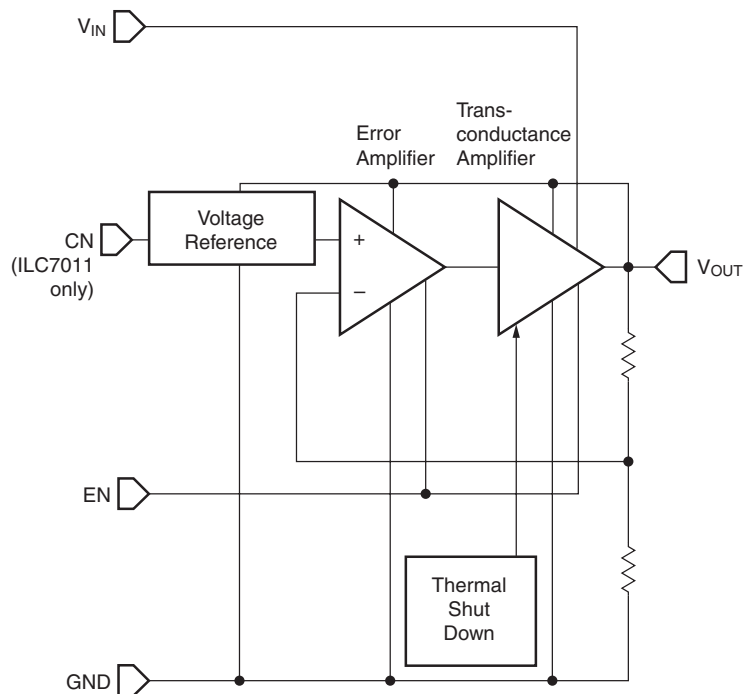 VIN
Trans-
conductance
Amplifier
Error
Amplifier
Voltage
Reference
CN
(ILC7011
only)
+
–
VOUT
EN
Thermal
Shut
Down
GND